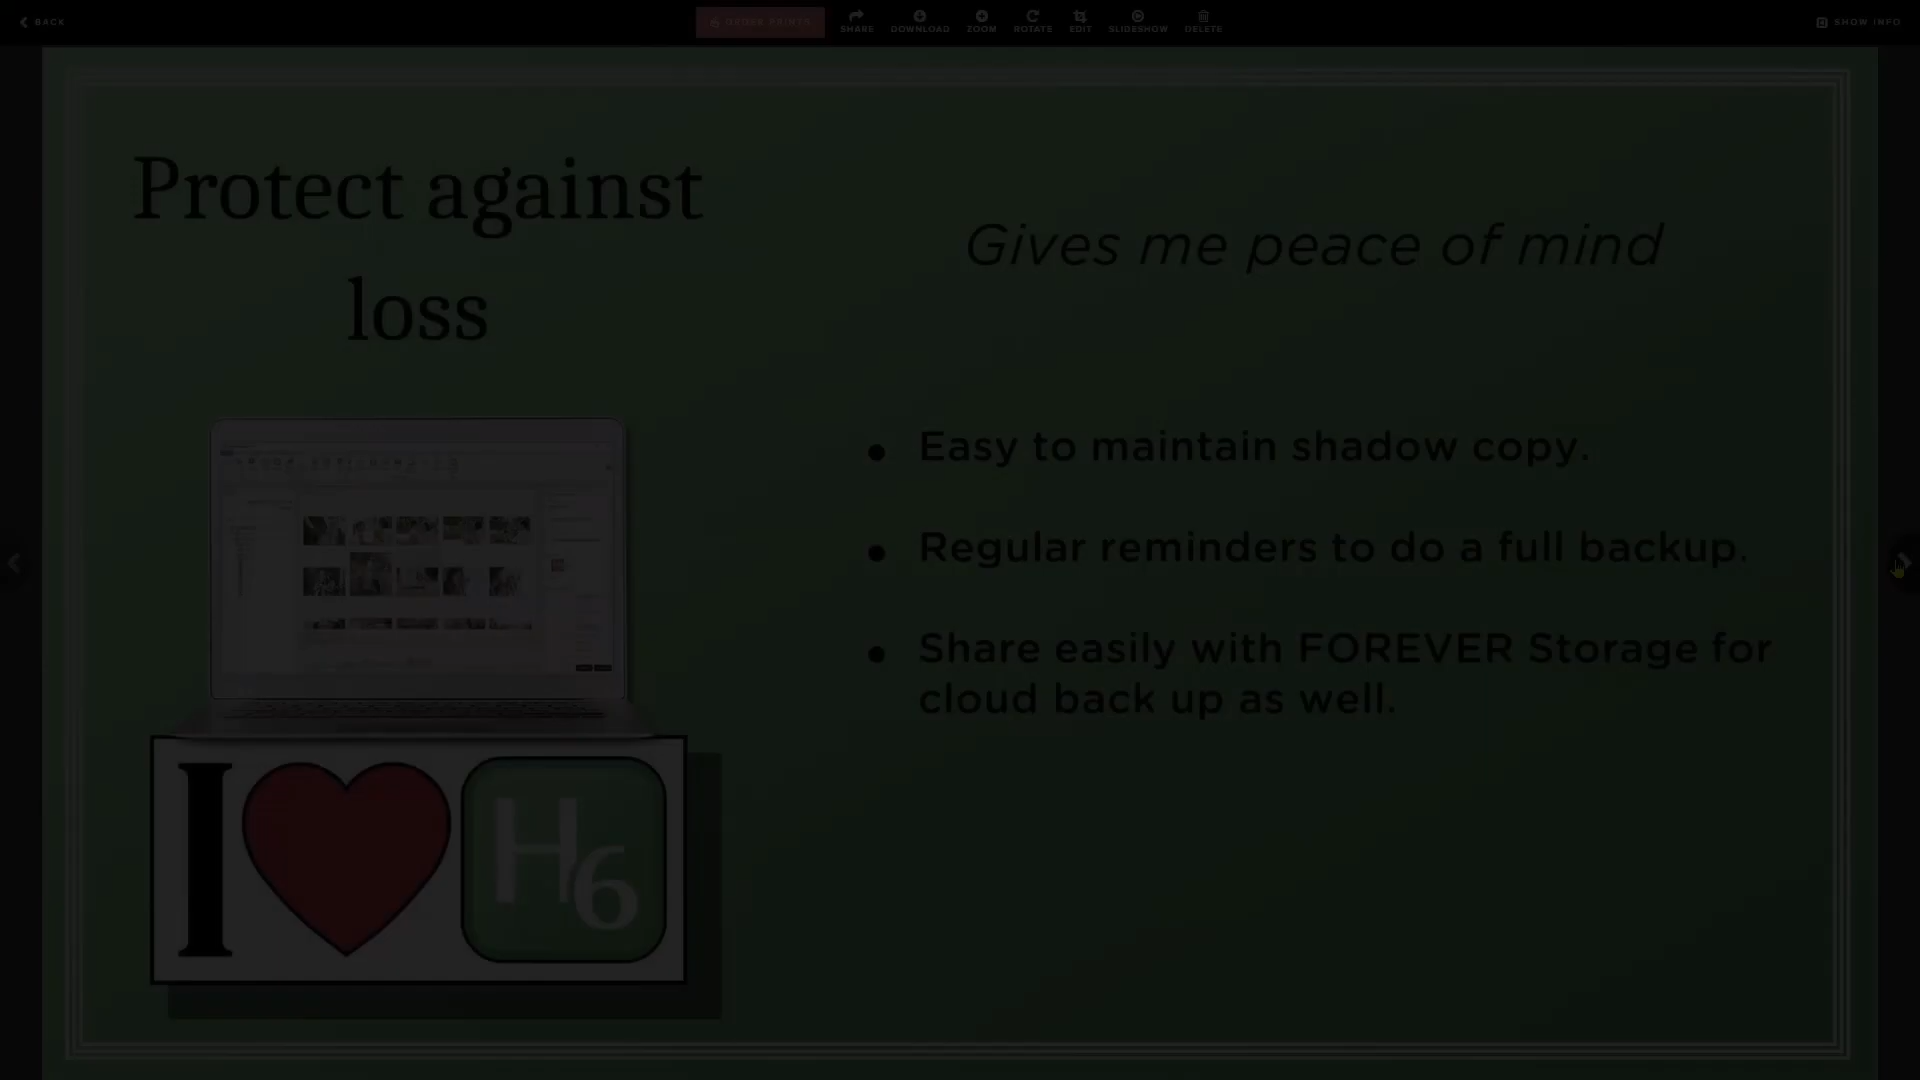 BACK
ORDER PRINTS
SHARE
DOWNLOAD
ZOOM
ROTATE
EDIT
SLIDESHOW
DELETE
SHOW INFO
Protect against
loss
Gives me peace of mind
• Easy to maintain shadow copy.
• Regular reminders to do a full backup.
• Share easily with FOREVER Storage for
cloud back up as well.
I
H6